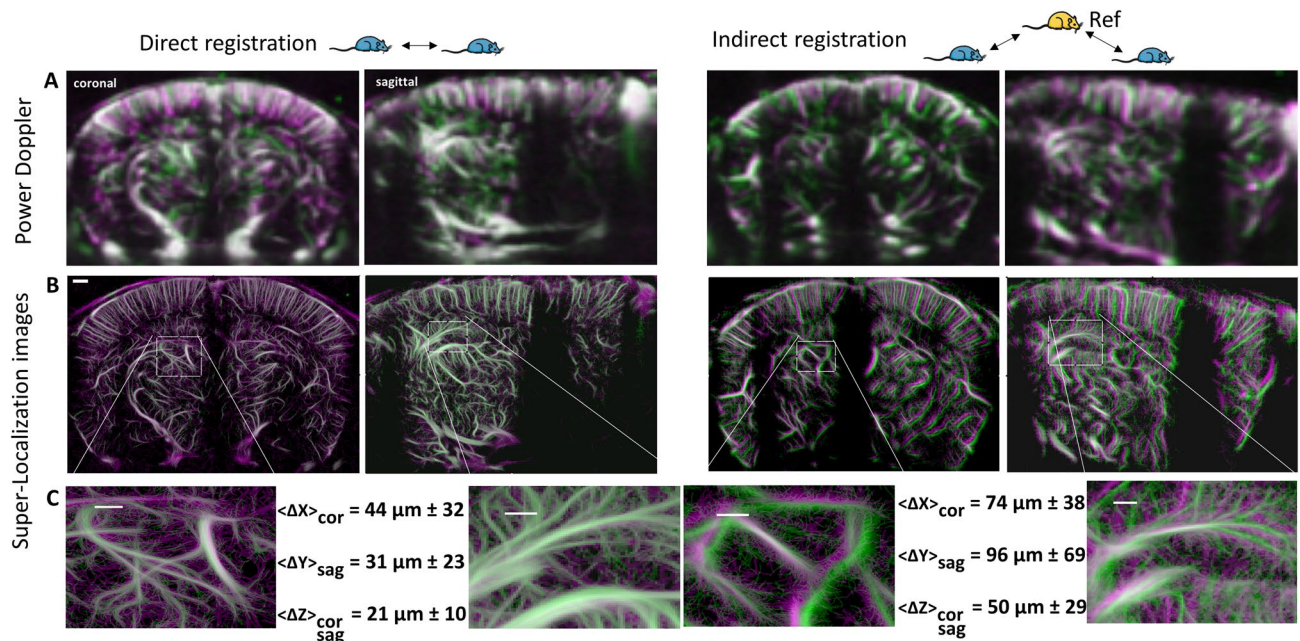 Direct registration
Indirect registration
Ref
A
coronal
sagittal
Power Doppler
B
Super-Localization images
C
<ΔX>cor = 44 µm ± 32
<ΔY>sag = 31 µm ± 23
<ΔZ>cor sag = 21 µm ± 10
<ΔX>cor = 74 µm ± 38
<ΔY>sag = 96 µm ± 69
<ΔZ>cor sag = 50 µm ± 29